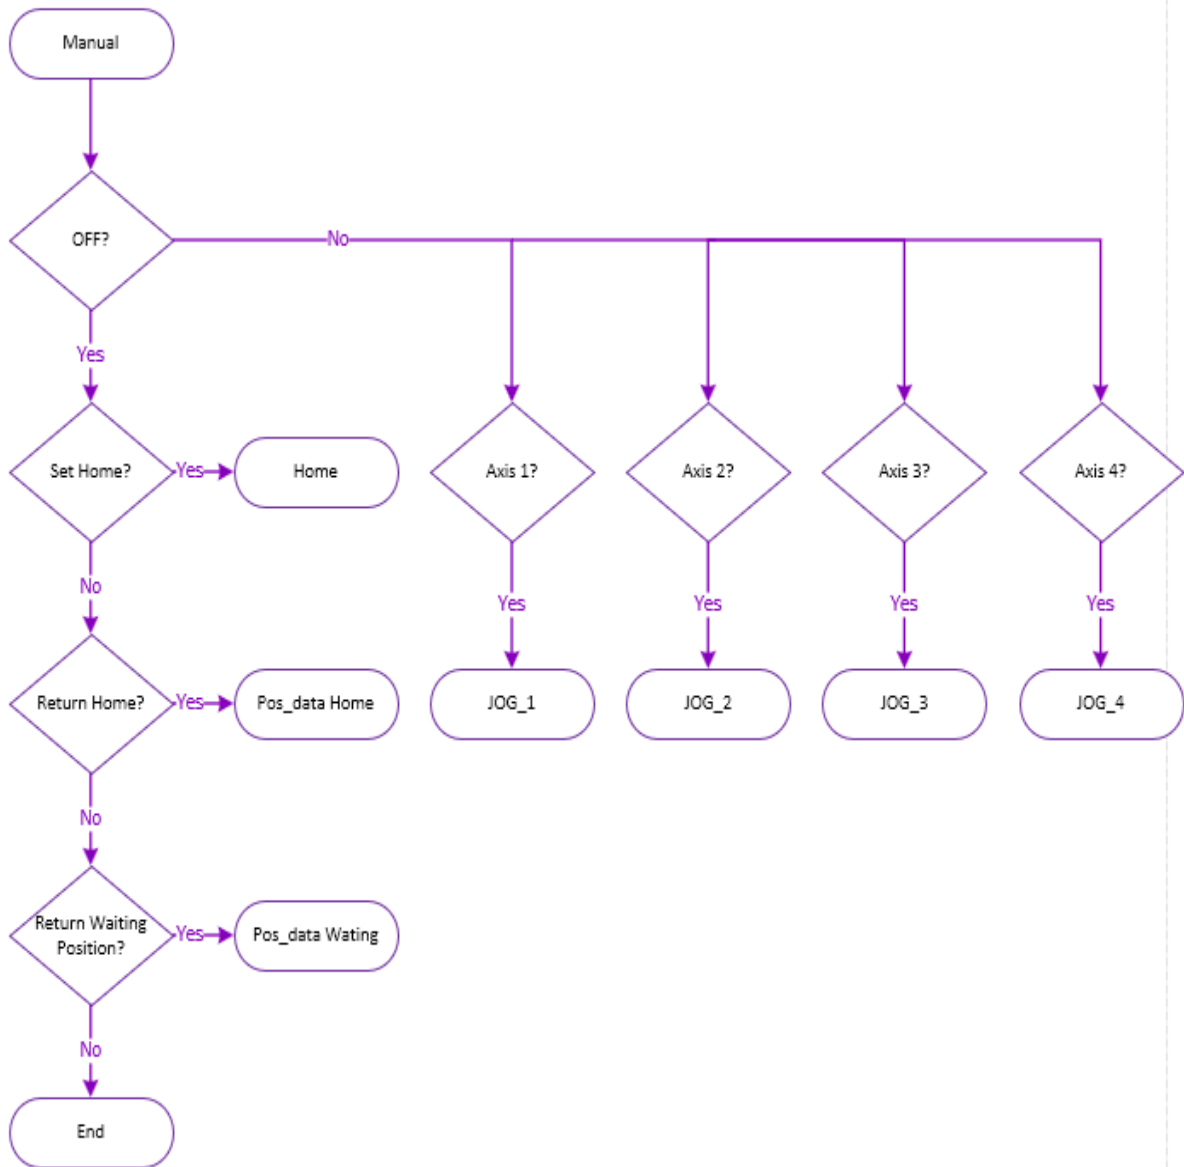 Manual
OFF?
No
Yes
Set Home?
Yes
Home
Axis 1?
Axis 2?
Axis 3?
Axis 4?
No
Yes
Yes
Yes
Yes
Return Home?
Yes
Pos_data Home
JOG_1
JOG_2
JOG_3
JOG_4
No
Return Waiting
Position?
Yes
Pos_data Wating
No
End